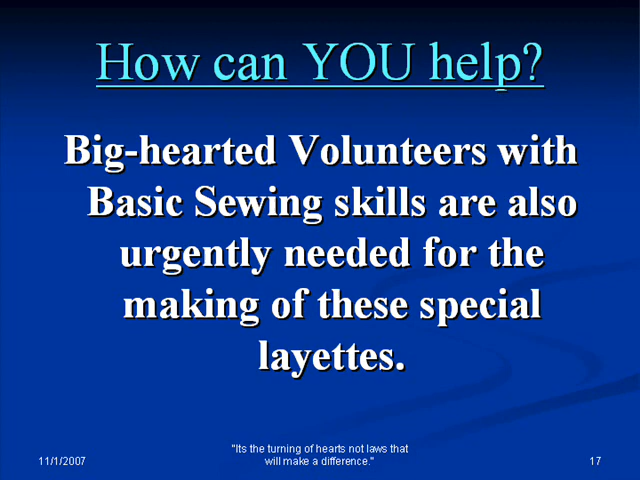 How can YOU help?
Big-hearted Volunteers with
Basic Sewing skills are also
urgently needed for the
making of these special
layettes.
11/1/2007
"Its the turning of hearts not laws that
will make a difference."
17